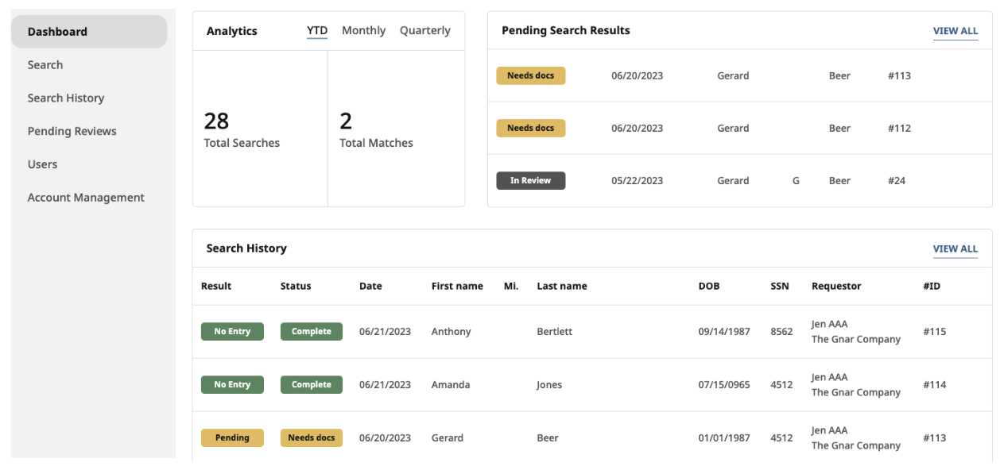 Dashboard
Search
Search History
Pending Reviews
Users
Account Management
Analytics YTD Monthly Quarterly
28 2
Total Searches Total Matches
Pending Search Results VIEW ALL
Needs docs 06/20/2023 Gerard Beer #113
Needs docs 06/20/2023 Gerard Beer #112
In Review 05/22/2023 Gerard G Beer #24
Search History VIEW ALL
Result Status Date First name Mi. Last name DOB SSN Requestor #ID
No Entry Complete 06/21/2023 Anthony Bertlett 09/14/1987 8562 Jen AAA #115
The Gnar Company
No Entry Complete 06/21/2023 Amanda Jones 07/15/0965 4512 Jen AAA #114
The Gnar Company
Pending Needs docs 06/20/2023 Gerard Beer 01/01/1987 4512 Jen AAA #113
The Gnar Company